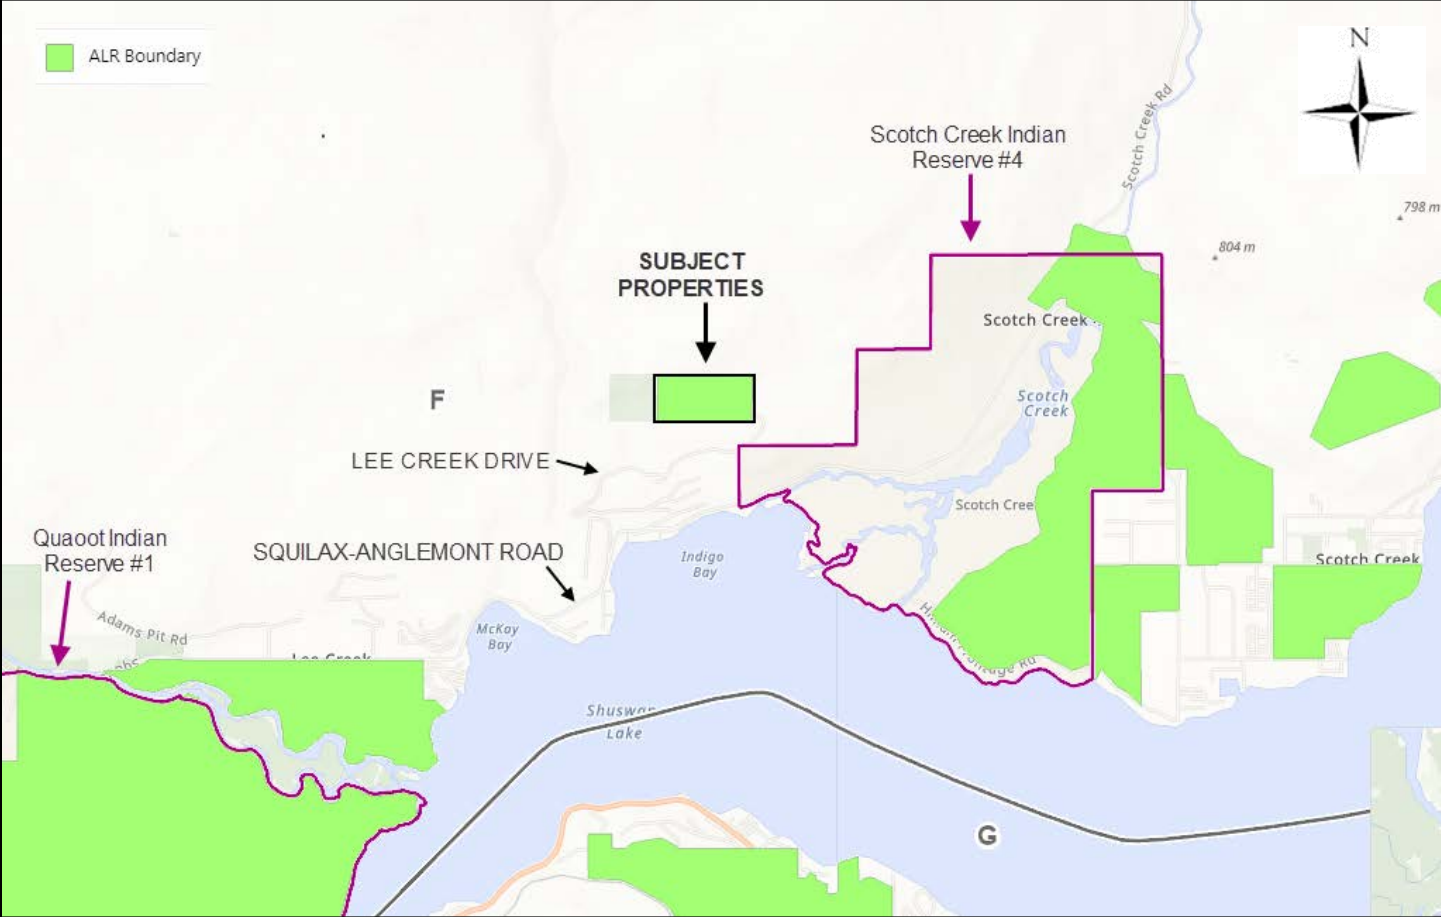 ALR Boundary
N
Scotch Creek Rd
Scotch Creek Indian
Reserve #4
798 m
804 m
SUBJECT
PROPERTIES
Scotch Creek
F
Scotch
Creek
LEE CREEK DRIVE
Scotch Cree
Quaoot Indian
Reserve #1
SQUILAX-ANGLEMONT ROAD
Indigo
Bay
Scotch Creek
Adams Pit Rd
McKay
Bay
Lee Creek
Shuswap
Lake
G